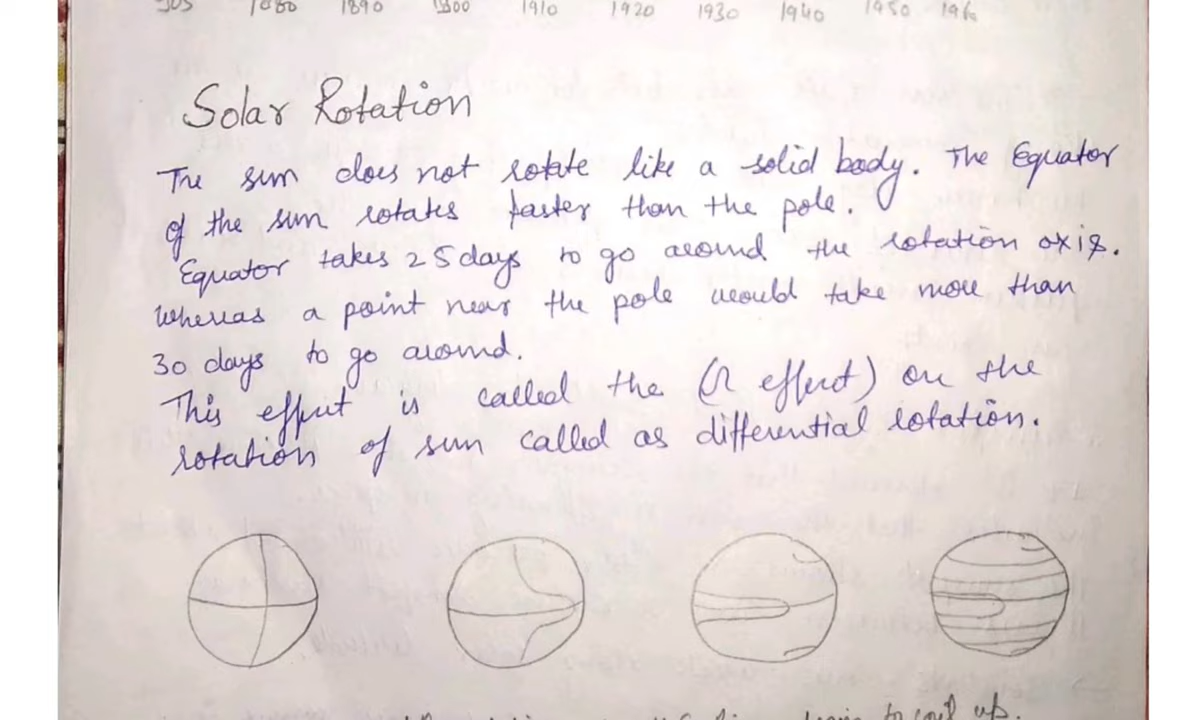 1890 1910 1920 1930 1940 1950
Solar Rotation
The sun does not rotate like a solid body. The Equator
of the sun rotates faster than the pole.
Equator takes 25 days to go around the rotation axis.
Whereas a point near the pole would take more than
30 days to go around.
This effect is called the (Ω effect) on the
rotation of sun called as differential rotation.
to coil up.